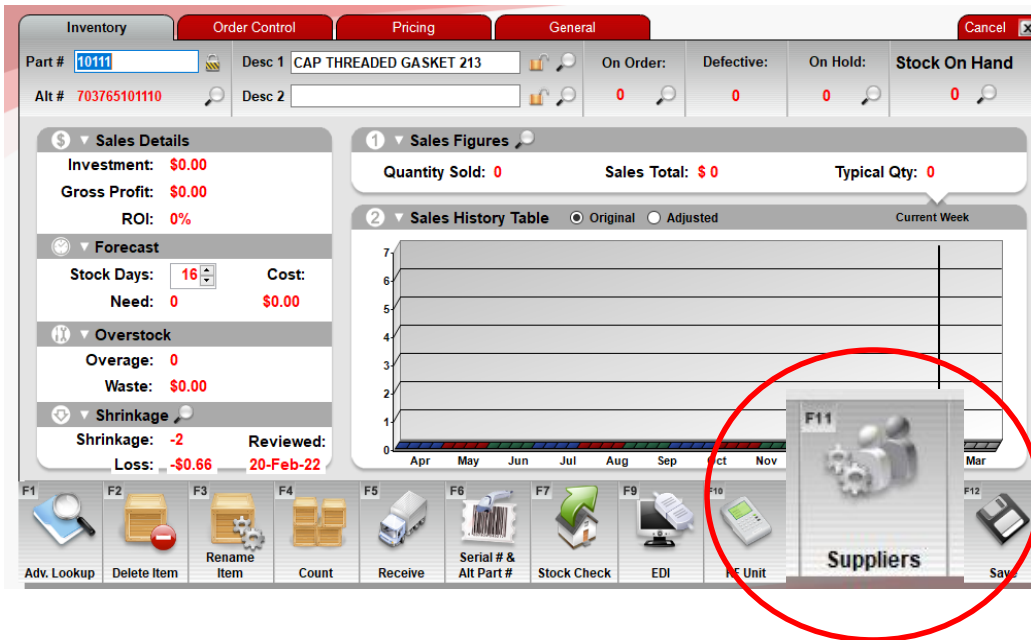 Inventory Order Control Pricing General Cancel X
Part # 10111 Desc 1 CAP THREADED GASKET 213 On Order: Defective: On Hold: Stock On Hand
Alt # 703765101110 Desc 2 0 0 0 0
$ Sales Details
Investment: $0.00
Gross Profit: $0.00
ROI: 0%
Forecast
Stock Days: 16 Cost:
Need: 0 $0.00
Overstock
Overage: 0
Waste: $0.00
Shrinkage
Shrinkage: -2 Reviewed:
Loss: -$0.66 20-Feb-22
1 Sales Figures
Quantity Sold: 0 Sales Total: $ 0 Typical Qty: 0
2 Sales History Table Original Adjusted Current Week
7
6
5
4
3
2
1
0
Apr May Jun Jul Aug Sep Oct Nov Mar
F1 F2 F3 F4 F5 F6 F7 F9 F10 F11 F12
Adv. Lookup Delete Item Rename Item Count Receive Serial # & Alt Part # Stock Check EDI RF Unit Suppliers Save